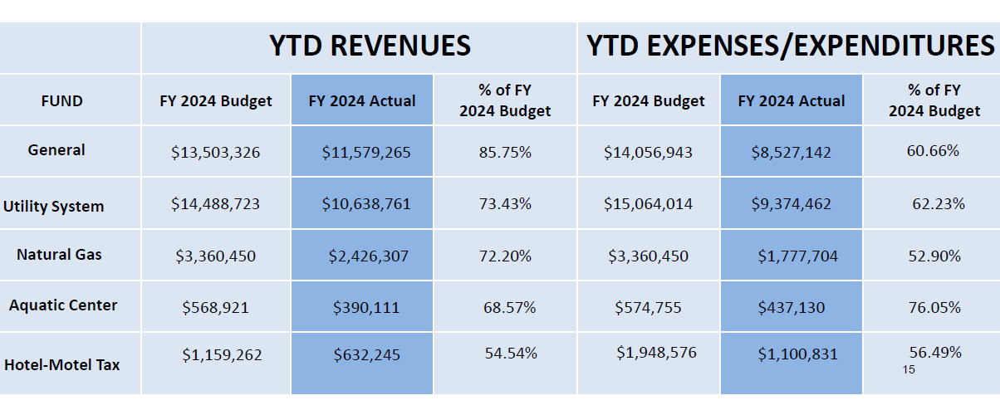 YTD REVENUES YTD EXPENSES/EXPENDITURES
FUND FY 2024 Budget FY 2024 Actual % of FY 2024 Budget FY 2024 Budget FY 2024 Actual % of FY 2024 Budget
General $13,503,326 $11,579,265 85.75% $14,056,943 $8,527,142 60.66%
Utility System $14,488,723 $10,638,761 73.43% $15,064,014 $9,374,462 62.23%
Natural Gas $3,360,450 $2,426,307 72.20% $3,360,450 $1,777,704 52.90%
Aquatic Center $568,921 $390,111 68.57% $574,755 $437,130 76.05%
Hotel-Motel Tax $1,159,262 $632,245 54.54% $1,948,576 $1,100,831 56.49%
15